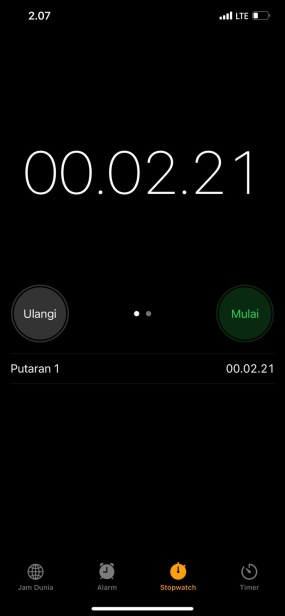 2.07 LTE
00.02.21
Ulangi Mulai
Putaran 1 00.02.21
Jam Dunia Alarm Stopwatch Timer